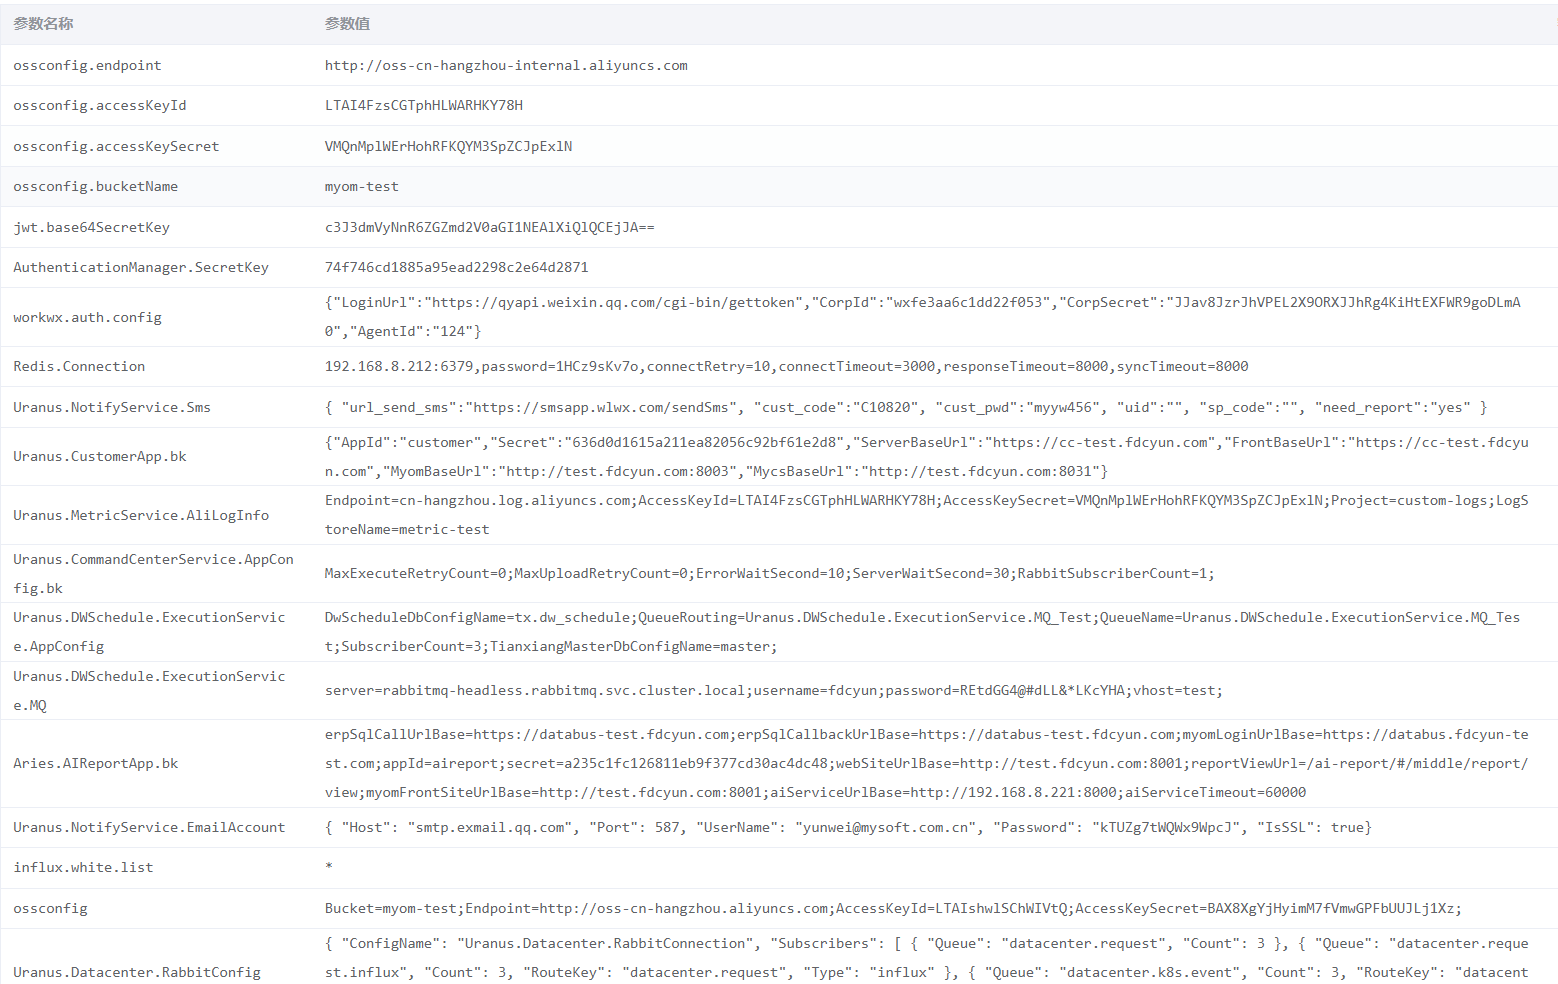 参数名称 参数值
ossconfig.endpoint http://oss-cn-hangzhou-internal.aliyuncs.com
ossconfig.accessKeyId LTAI4FzsCGTphHLWARHKY78H
ossconfig.accessKeySecret VMQnMplWErHohRFKQYM3SpZCJpExlN
ossconfig.bucketName myom-test
jwt.base64SecretKey c3J3dmVyNnR6ZGZmd2V0aGI1NEAlXiQlQCEjJA==
AuthenticationManager.SecretKey 74f746cd1885a95ead2298c2e64d2871
workwx.auth.config
{"LoginUrl":"https://qyapi.weixin.qq.com/cgi-bin/gettoken","CorpId":"wxfe3aa6c1dd22f053","CorpSecret":"JJav8JzrJhVPEL2X9ORXJJhRg4KiHtEXFWR9goDLmA
0","AgentId":"124"}
Redis.Connection 192.168.8.212:6379,password=1HCz9sKv7o,connectRetry=10,connectTimeout=3000,responseTimeout=8000,syncTimeout=8000
Uranus.NotifyService.Sms { "url_send_sms":"https://smsapp.wlwx.com/sendSms", "cust_code":"C10820", "cust_pwd":"myyw456", "uid":"", "sp_code":"", "need_report":"yes" }
Uranus.CustomerApp.bk
{"AppId":"customer","Secret":"636d0d1615a211ea82056c92bf61e2d8","ServerBaseUrl":"https://cc-test.fdcyun.com","FrontBaseUrl":"https://cc-test.fdcyu
n.com","MyomBaseUrl":"http://test.fdcyun.com:8003","MycsBaseUrl":"http://test.fdcyun.com:8031"}
Uranus.MetricService.AliLogInfo
Endpoint=cn-hangzhou.log.aliyuncs.com;AccessKeyId=LTAI4FzsCGTphHLWARHKY78H;AccessKeySecret=VMQnMplWErHohRFKQYM3SpZCJpExlN;Project=custom-logs;LogS
toreName=metric-test
Uranus.CommandCenterService.AppCon
fig.bk
MaxExecuteRetryCount=0;MaxUploadRetryCount=0;ErrorWaitSecond=10;ServerWaitSecond=30;RabbitSubscriberCount=1;
Uranus.DWSchedule.ExecutionServic
e.AppConfig
DwScheduleDbConfigName=tx.dw_schedule;QueueRouting=Uranus.DWSchedule.ExecutionService.MQ_Test;QueueName=Uranus.DWSchedule.ExecutionService.MQ_Tes
t;SubscriberCount=3;TianxiangMasterDbConfigName=master;
Uranus.DWSchedule.ExecutionServic
e.MQ
server=rabbitmq-headless.rabbitmq.svc.cluster.local;username=fdcyun;password=REtdGG4@#dLL&*LKcYHA;vhost=test;
Aries.AIReportApp.bk
erpSqlCallUrlBase=https://databus-test.fdcyun.com;erpSqlCallbackUrlBase=https://databus-test.fdcyun.com;myomLoginUrlBase=https://databus.fdcyun-te
st.com;appId=aireport;secret=a235c1fc126811eb9f377cd30ac4dc48;webSiteUrlBase=http://test.fdcyun.com:8001;reportViewUrl=/ai-report/#/middle/report/
view;myomFrontSiteUrlBase=http://test.fdcyun.com:8001;aiServiceUrlBase=http://192.168.8.221:8000;aiServiceTimeout=60000
Uranus.NotifyService.EmailAccount { "Host": "smtp.exmail.qq.com", "Port": 587, "UserName": "yunwei@mysoft.com.cn", "Password": "kTUZg7tWQWx9WpcJ", "IsSSL": true}
influx.white.list *
ossconfig Bucket=myom-test;Endpoint=http://oss-cn-hangzhou.aliyuncs.com;AccessKeyId=LTAIshwlSChWIVtQ;AccessKeySecret=BAX8XgYjHyimM7fVmwGPFbUUJLj1Xz;
Uranus.Datacenter.RabbitConfig
{ "ConfigName": "Uranus.Datacenter.RabbitConnection", "Subscribers": [ { "Queue": "datacenter.request", "Count": 3 }, { "Queue": "datacenter.reque
st.influx", "Count": 3, "RouteKey": "datacenter.request", "Type": "influx" }, { "Queue": "datacenter.k8s.event", "Count": 3, "RouteKey": "datacent